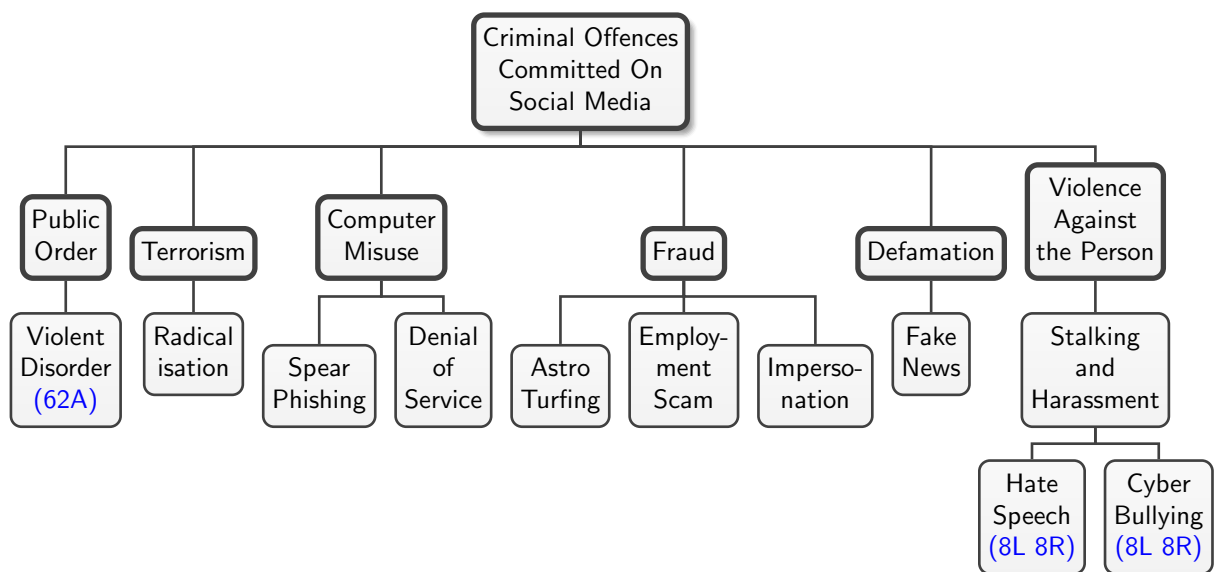 Criminal Offences
Committed On
Social Media
Public
Order
Terrorism
Computer
Misuse
Fraud
Defamation
Violence
Against
the Person
Violent
Disorder
(62A)
Radical
isation
Spear
Phishing
Denial
of
Service
Astro
Turfing
Employ-
ment
Scam
Imperso-
nation
Fake
News
Stalking
and
Harassment
Hate
Speech
(8L 8R)
Cyber
Bullying
(8L 8R)